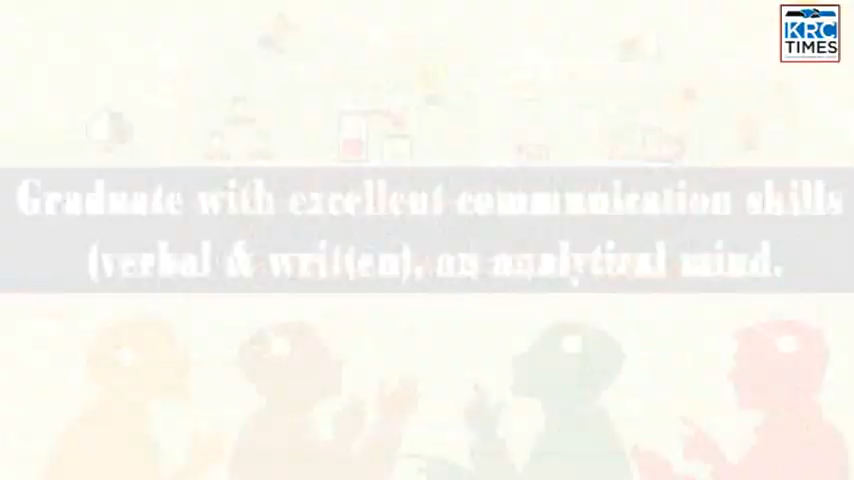 KRC
TIMES
Graduate with excellent communication skills
(verbal & written), an analytical mind.